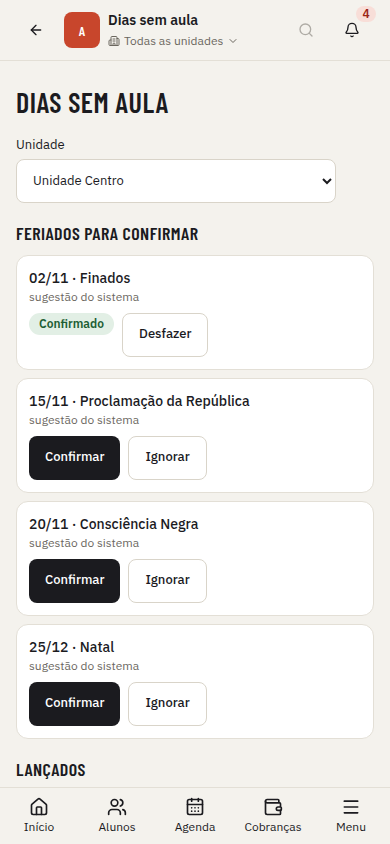 A
Dias sem aula
Todas as unidades
4
DIAS SEM AULA
Unidade
Unidade Centro
FERIADOS PARA CONFIRMAR
02/11 · Finados
sugestão do sistema
Confirmado
Desfazer
15/11 · Proclamação da República
sugestão do sistema
Confirmar
Ignorar
20/11 · Consciência Negra
sugestão do sistema
Confirmar
Ignorar
25/12 · Natal
sugestão do sistema
Confirmar
Ignorar
LANÇADOS
Início
Alunos
Agenda
Cobranças
Menu